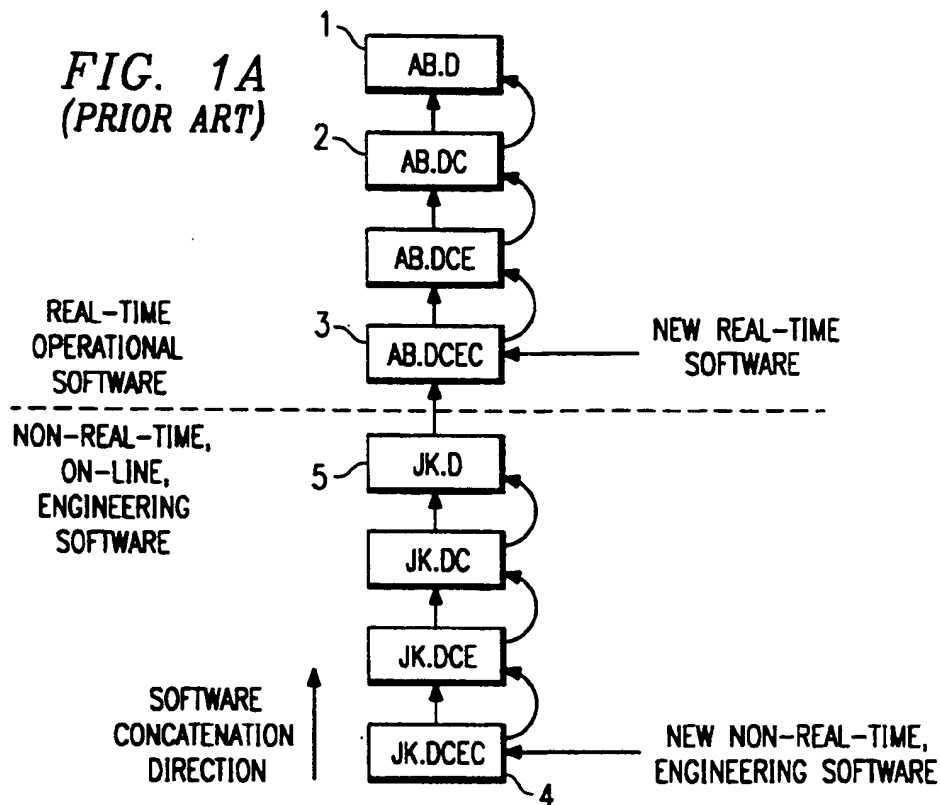 FIG. 1A
(PRIOR ART)
1
AB.D
2
AB.DC
AB.DCE
REAL-TIME
OPERATIONAL
SOFTWARE
3
AB.DCEC
NEW REAL-TIME
SOFTWARE
NON-REAL-TIME,
ON-LINE,
ENGINEERING
SOFTWARE
5
JK.D
JK.DC
JK.DCE
SOFTWARE
CONCATENATION
DIRECTION
JK.DCEC
4
NEW NON-REAL-TIME,
ENGINEERING SOFTWARE